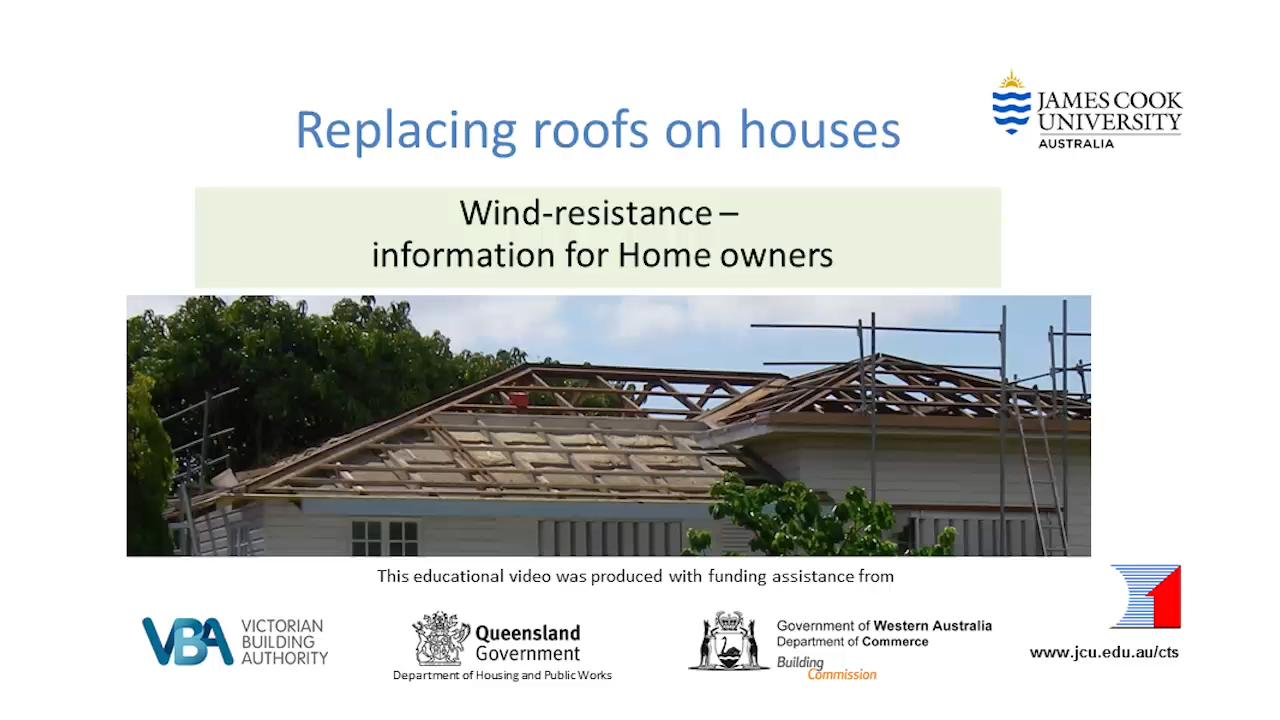 Replacing roofs on houses
JAMES COOK
UNIVERSITY
AUSTRALIA
Wind-resistance –
information for Home owners
This educational video was produced with funding assistance from
VBA
VICTORIAN
BUILDING
AUTHORITY
Queensland
Government
Department of Housing and Public Works
Government of Western Australia
Department of Commerce
Building
Commission
www.jcu.edu.au/cts